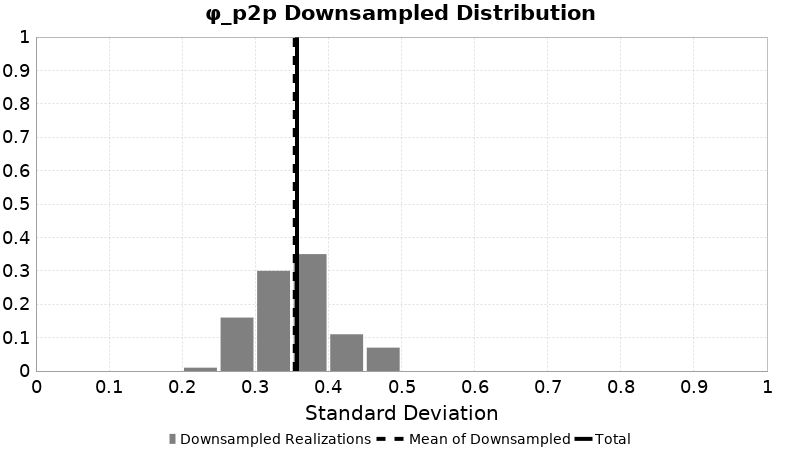 φ_p2p Downsampled Distribution
1
0.9
0.8
0.7
0.6
0.5
0.4
0.3
0.2
0.1
0
0 0.1 0.2 0.3 0.4 0.5 0.6 0.7 0.8 0.9 1
Standard Deviation
Downsampled Realizations Mean of Downsampled Total